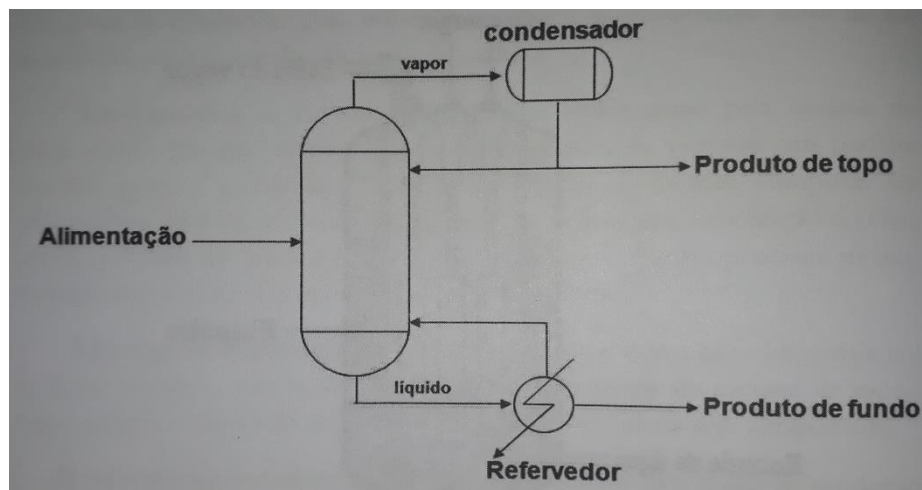 condensador
vapor
Produto de topo
Alimentação
líquido
Produto de fundo
Refervedor